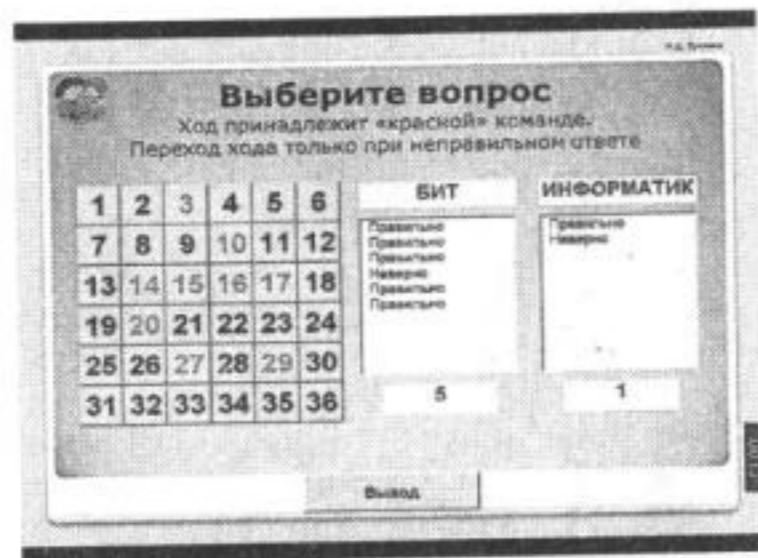 Выберите вопрос
Ход принадлежит «красной» команде.
Переход хода только при неправильном ответе
1 2 3 4 5 6
7 8 9 10 11 12
13 14 15 16 17 18
19 20 21 22 23 24
25 26 27 28 29 30
31 32 33 34 35 36
БИТ
Правильно
Правильно
Правильно
Неверно
Правильно
Правильно
5
ИНФОРМАТИК
Правильно
Неверно
1
Выход